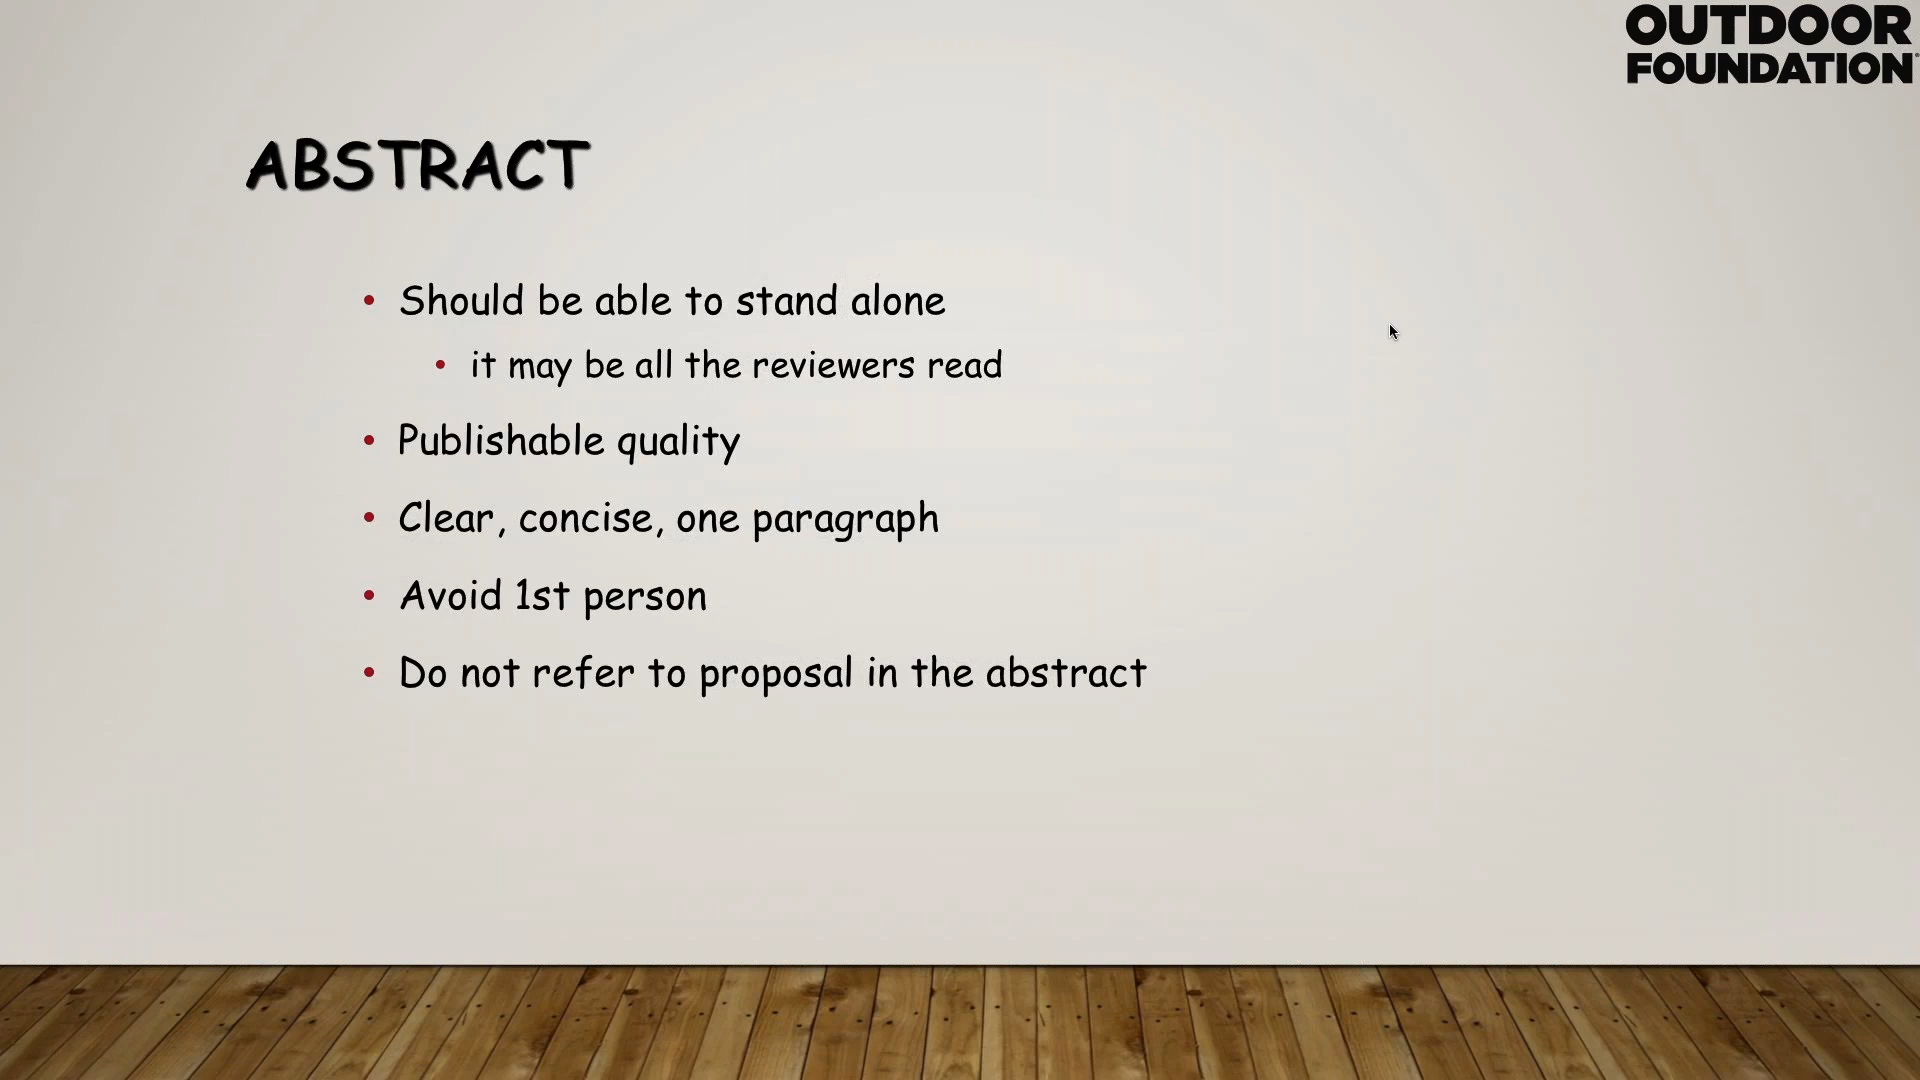 OUTDOOR
FOUNDATION
ABSTRACT
• Should be able to stand alone
• it may be all the reviewers read
• Publishable quality
• Clear, concise, one paragraph
• Avoid 1st person
• Do not refer to proposal in the abstract